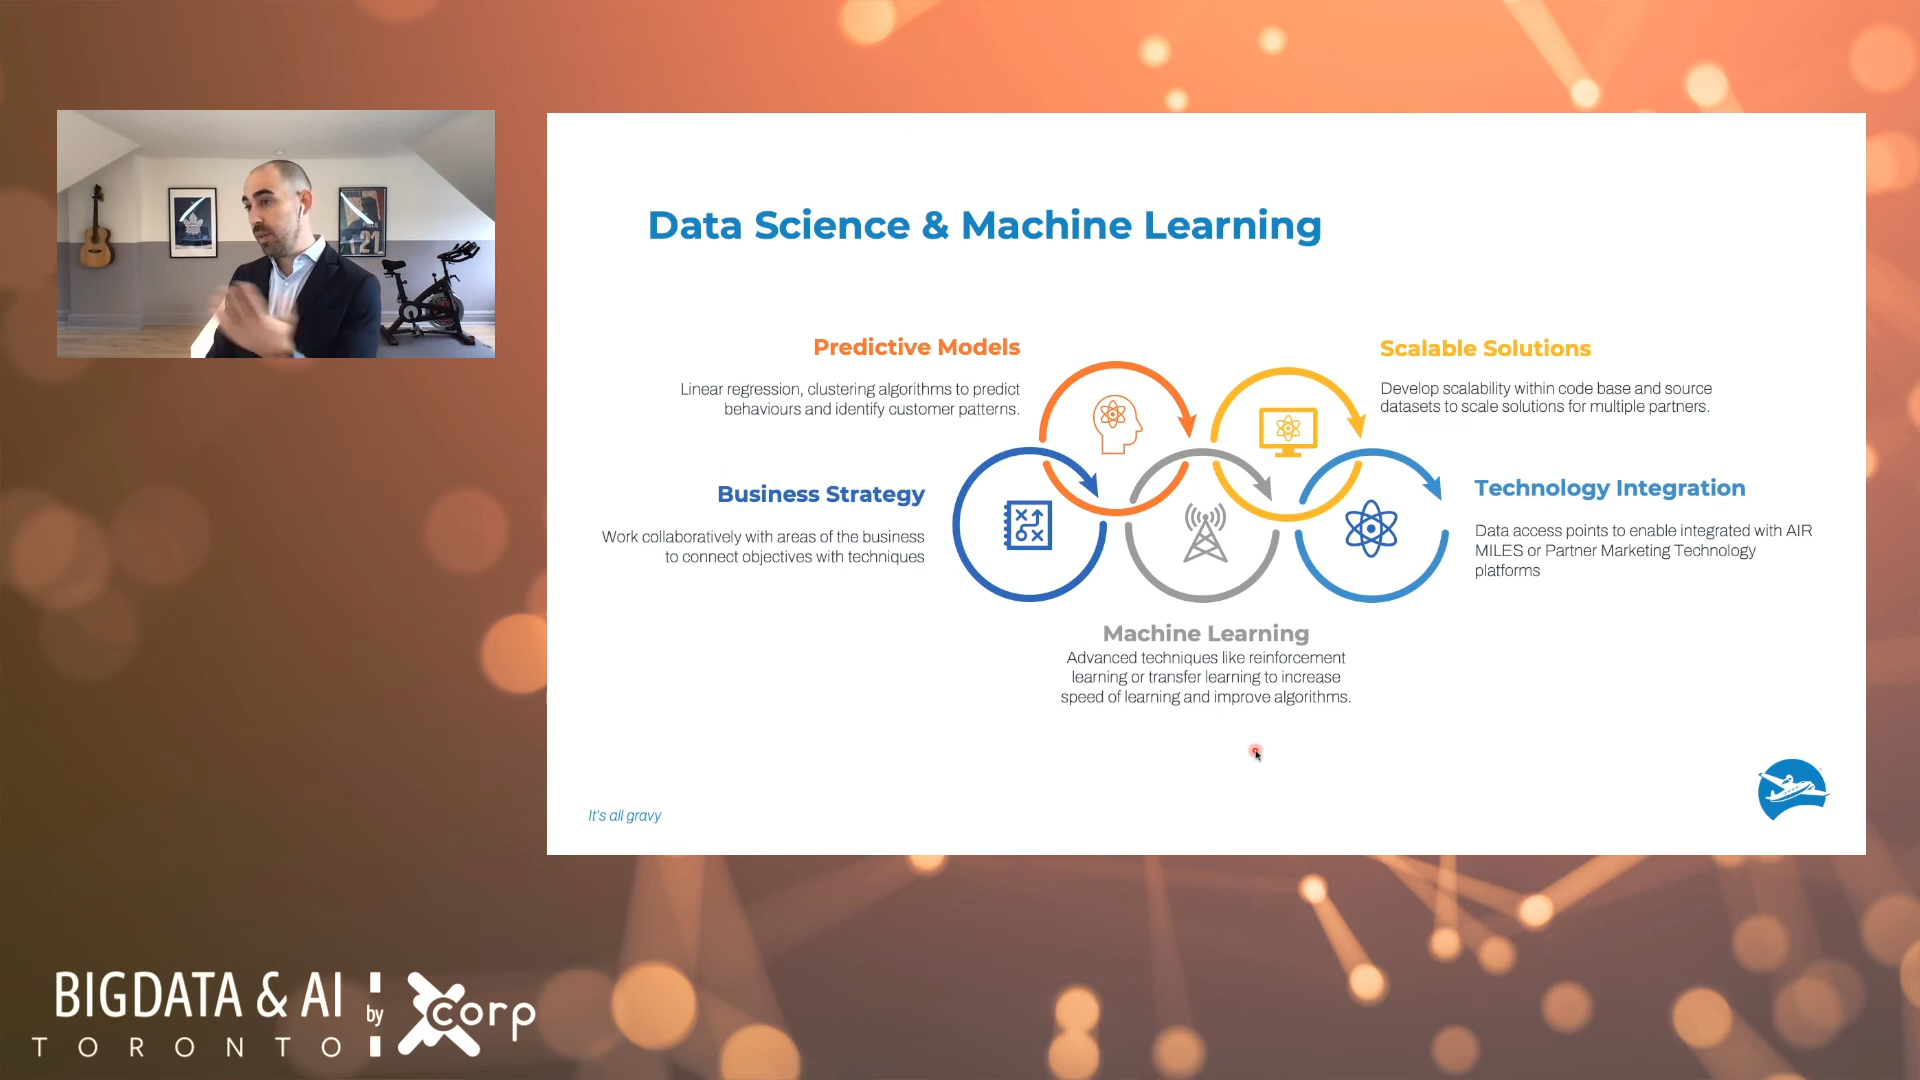 Data Science & Machine Learning
Predictive Models
Linear regression, clustering algorithms to predict
behaviours and identify customer patterns.
Scalable Solutions
Develop scalability within code base and source
datasets to scale solutions for multiple partners.
Business Strategy
Work collaboratively with areas of the business
to connect objectives with techniques
Technology Integration
Data access points to enable integrated with AIR
MILES or Partner Marketing Technology
platforms
Machine Learning
Advanced techniques like reinforcement
learning or transfer learning to increase
speed of learning and improve algorithms.
It's all gravy
21
BIGDATA & AI
TORONTO
by
corp